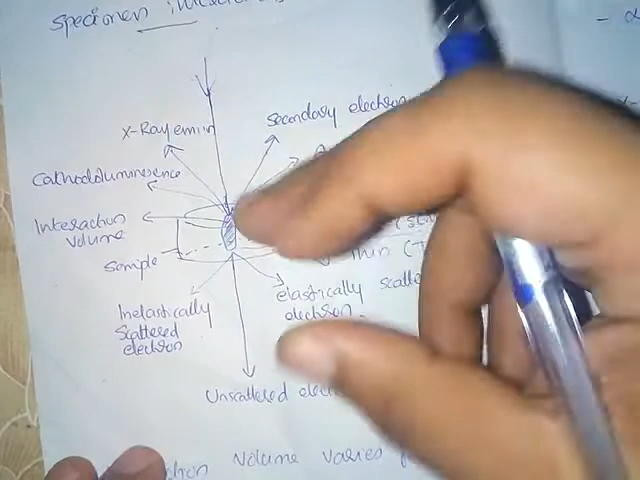 Specimen
X-Ray emin
Secondary electron
Cathodoluminescence
Interaction
Volume
Sample
Thin (T
Inelastically
Scattered
electron
elastically scatte
electron.
Unscattered elec
Volume varies